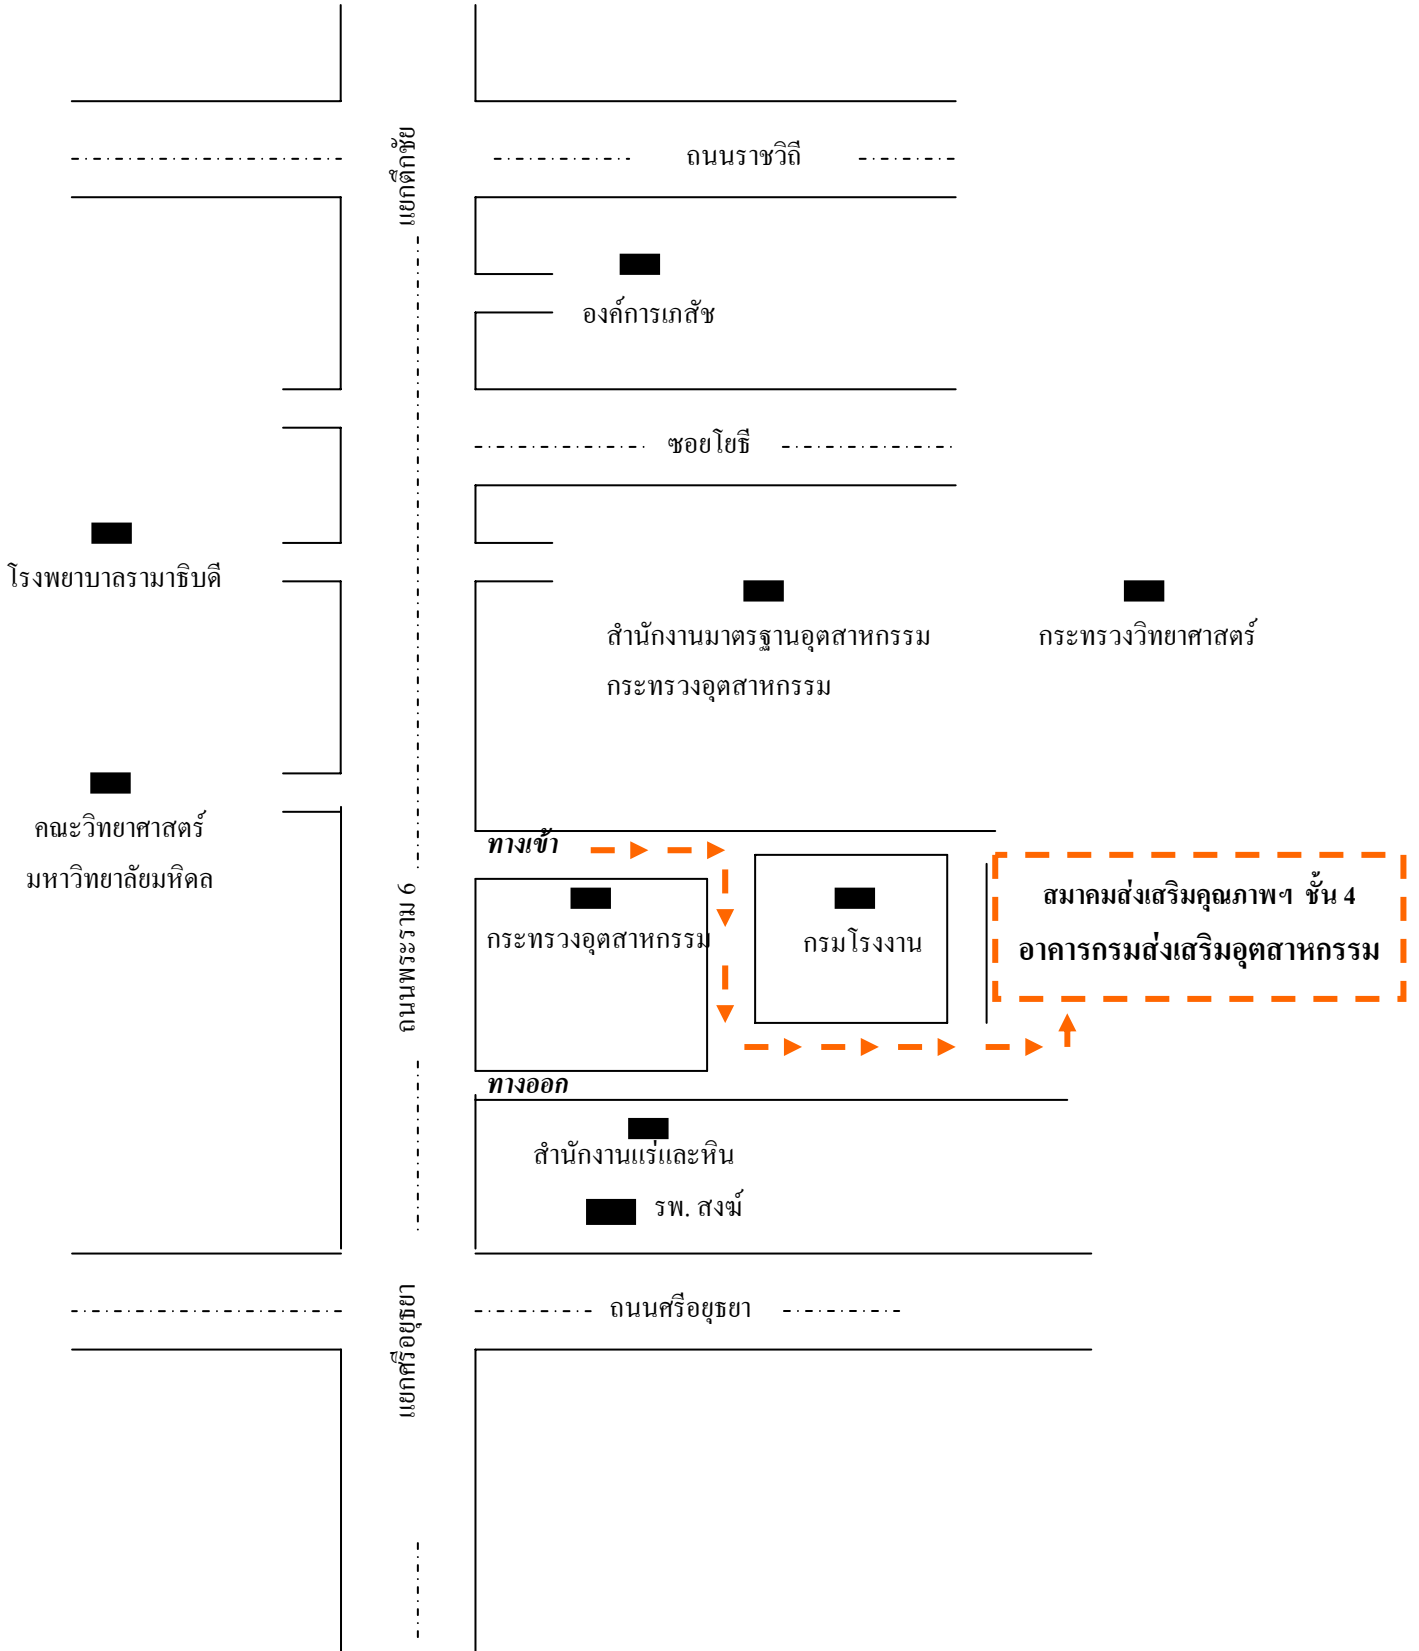 แยกตึกชัย
ถนนราชวิถี
องค์การเภสัช
ซอยโยธี
โรงพยาบาลรามาธิบดี
สำนักงานมาตรฐานอุตสาหกรรม
กระทรวงอุตสาหกรรม
กระทรวงวิทยาศาสตร์
คณะวิทยาศาสตร์
มหาวิทยาลัยมหิดล
ถนนพระราม 6
ทางเข้า
กระทรวงอุตสาหกรรม
กรมโรงงาน
สมาคมส่งเสริมคุณภาพฯ ชั้น 4
อาคารกรมส่งเสริมอุตสาหกรรม
ทางออก
สำนักงานแร่และหิน
รพ. สงฆ์
แยกศรีอยุธยา
ถนนศรีอยุธยา